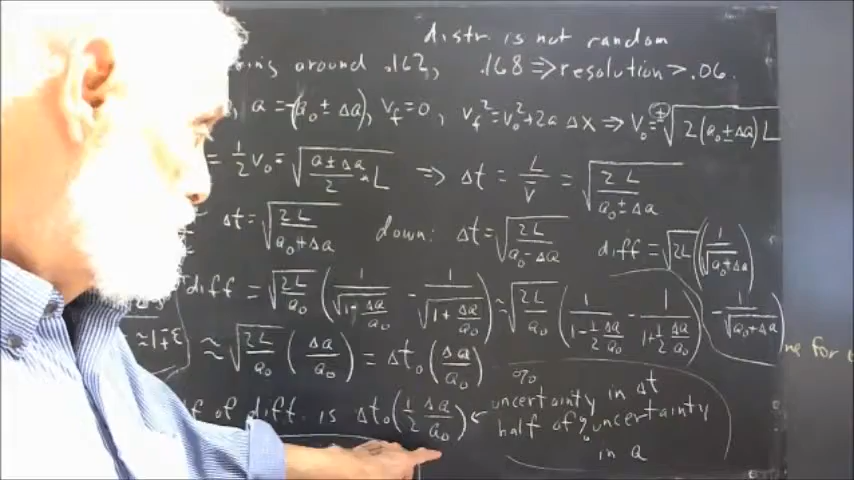 distr. is not random
around .162, .168 ⇒ resolution > .06.
a = -(a₀ ± Δa), v_f = 0, v_f² = v₀² + 2a Δx ⇒ v₀ = ⊕√(2(a₀ ± Δa)L)
= ½ v₀ = √((a ± Δa)/2 · L) ⇒ Δt = L/v̄ = √(2L/(a₀ ± Δa))
Δt = √(2L/(a₀ + Δa)) down: Δt = √(2L/(a₀ - Δa)) diff = √(2L) (1/√(a₀ - Δa) - 1/√(a₀ + Δa))
diff = √(2L/a₀) (1/√(1 - Δa/a₀) - 1/√(1 + Δa/a₀)) ≈ √(2L/a₀) (1/(1 - ½ Δa/a₀) - 1/(1 + ½ Δa/a₀))
≈ √(2L/a₀) (Δa/a₀) = Δt₀ (Δa/a₀)
of diff. is Δt₀ (½ Δa/a₀) ← % uncertainty in Δt
half of % uncertainty
in a